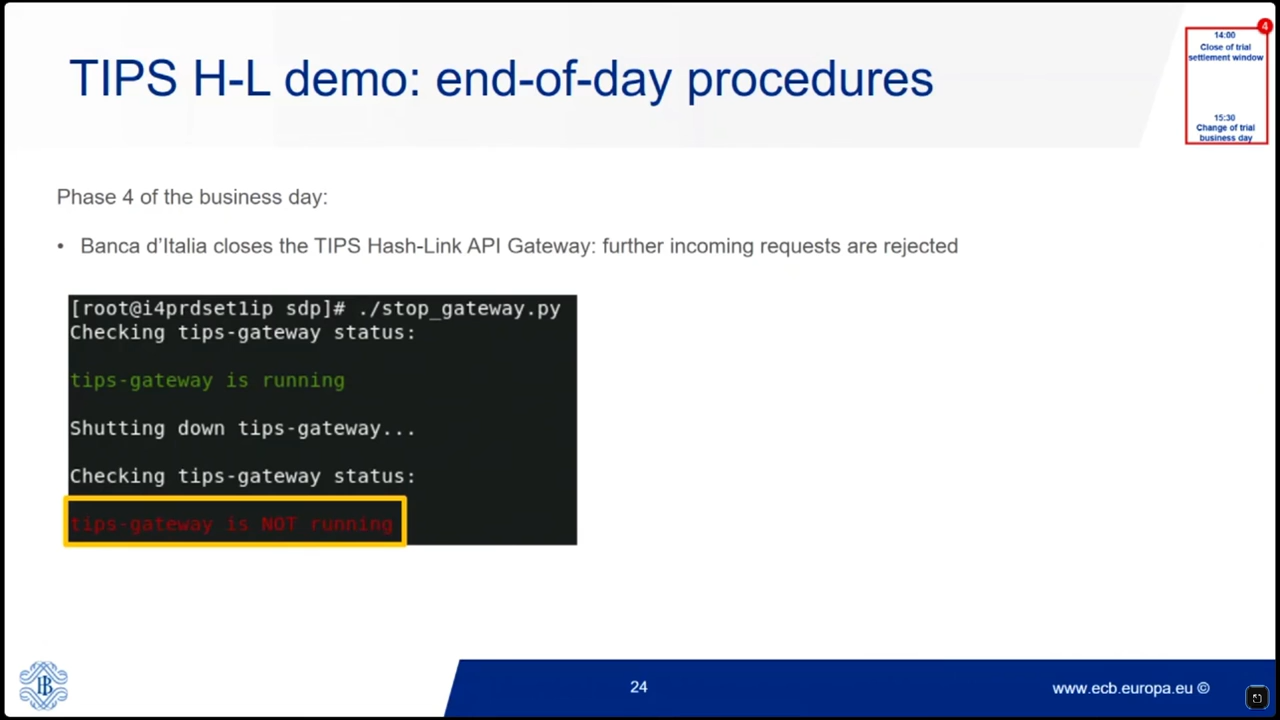 TIPS H-L demo: end-of-day procedures
4
14:00
Close of trial
settlement window
15:30
Change of trial
business day
Phase 4 of the business day:
• Banca d’Italia closes the TIPS Hash-Link API Gateway: further incoming requests are rejected
[root@i4prdset1ip sdp]# ./stop_gateway.py
Checking tips-gateway status:
tips-gateway is running
Shutting down tips-gateway...
Checking tips-gateway status:
tips-gateway is NOT running
24
www.ecb.europa.eu ©